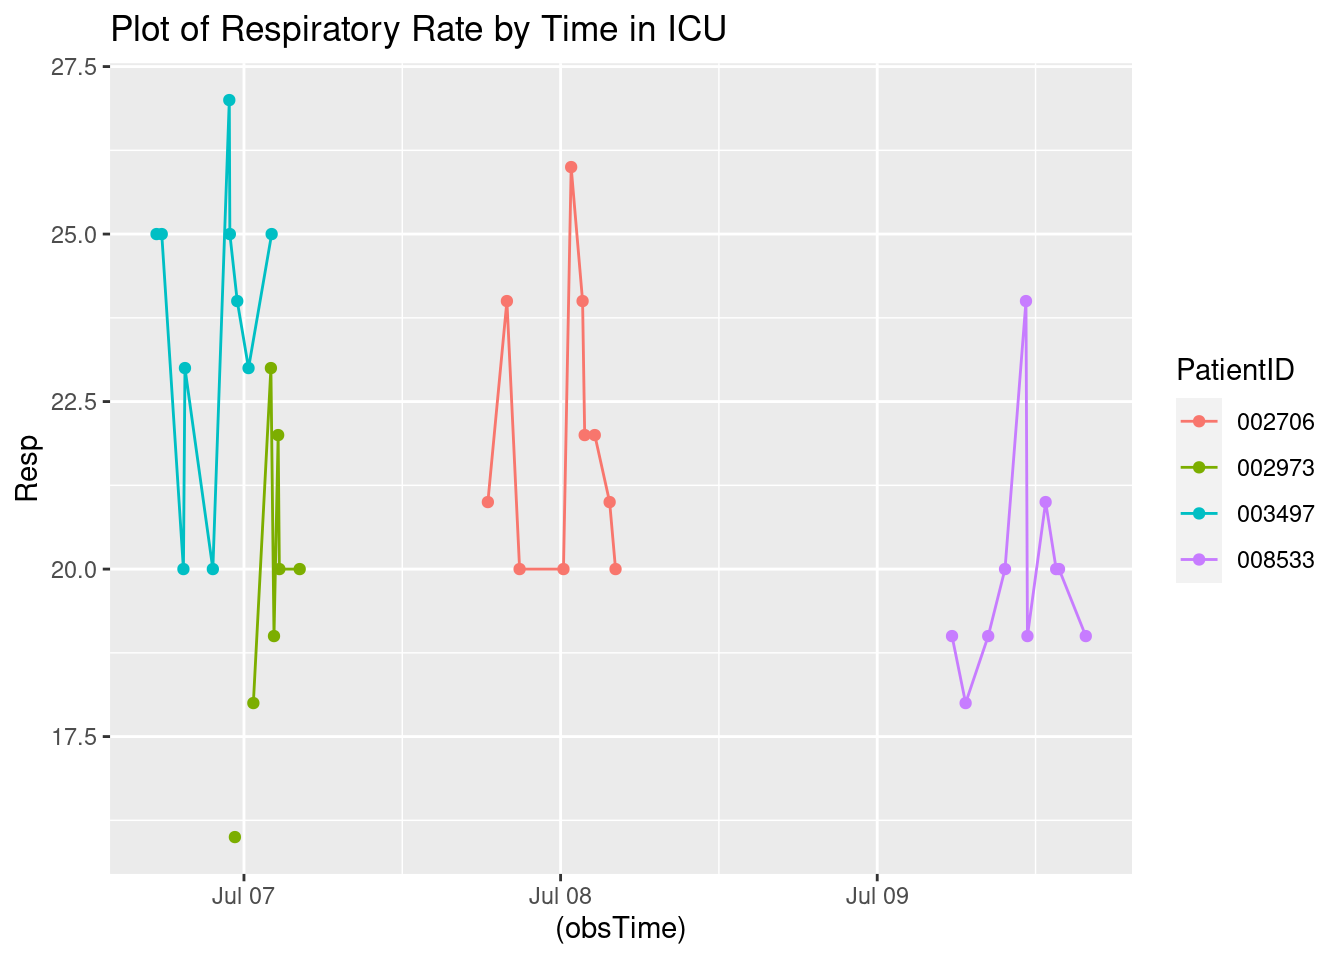 Plot of Respiratory Rate by Time in ICU
27.5
25.0
22.5
20.0
17.5
Resp
Jul 07
Jul 08
Jul 09
(obsTime)
PatientID
002706
002973
003497
008533